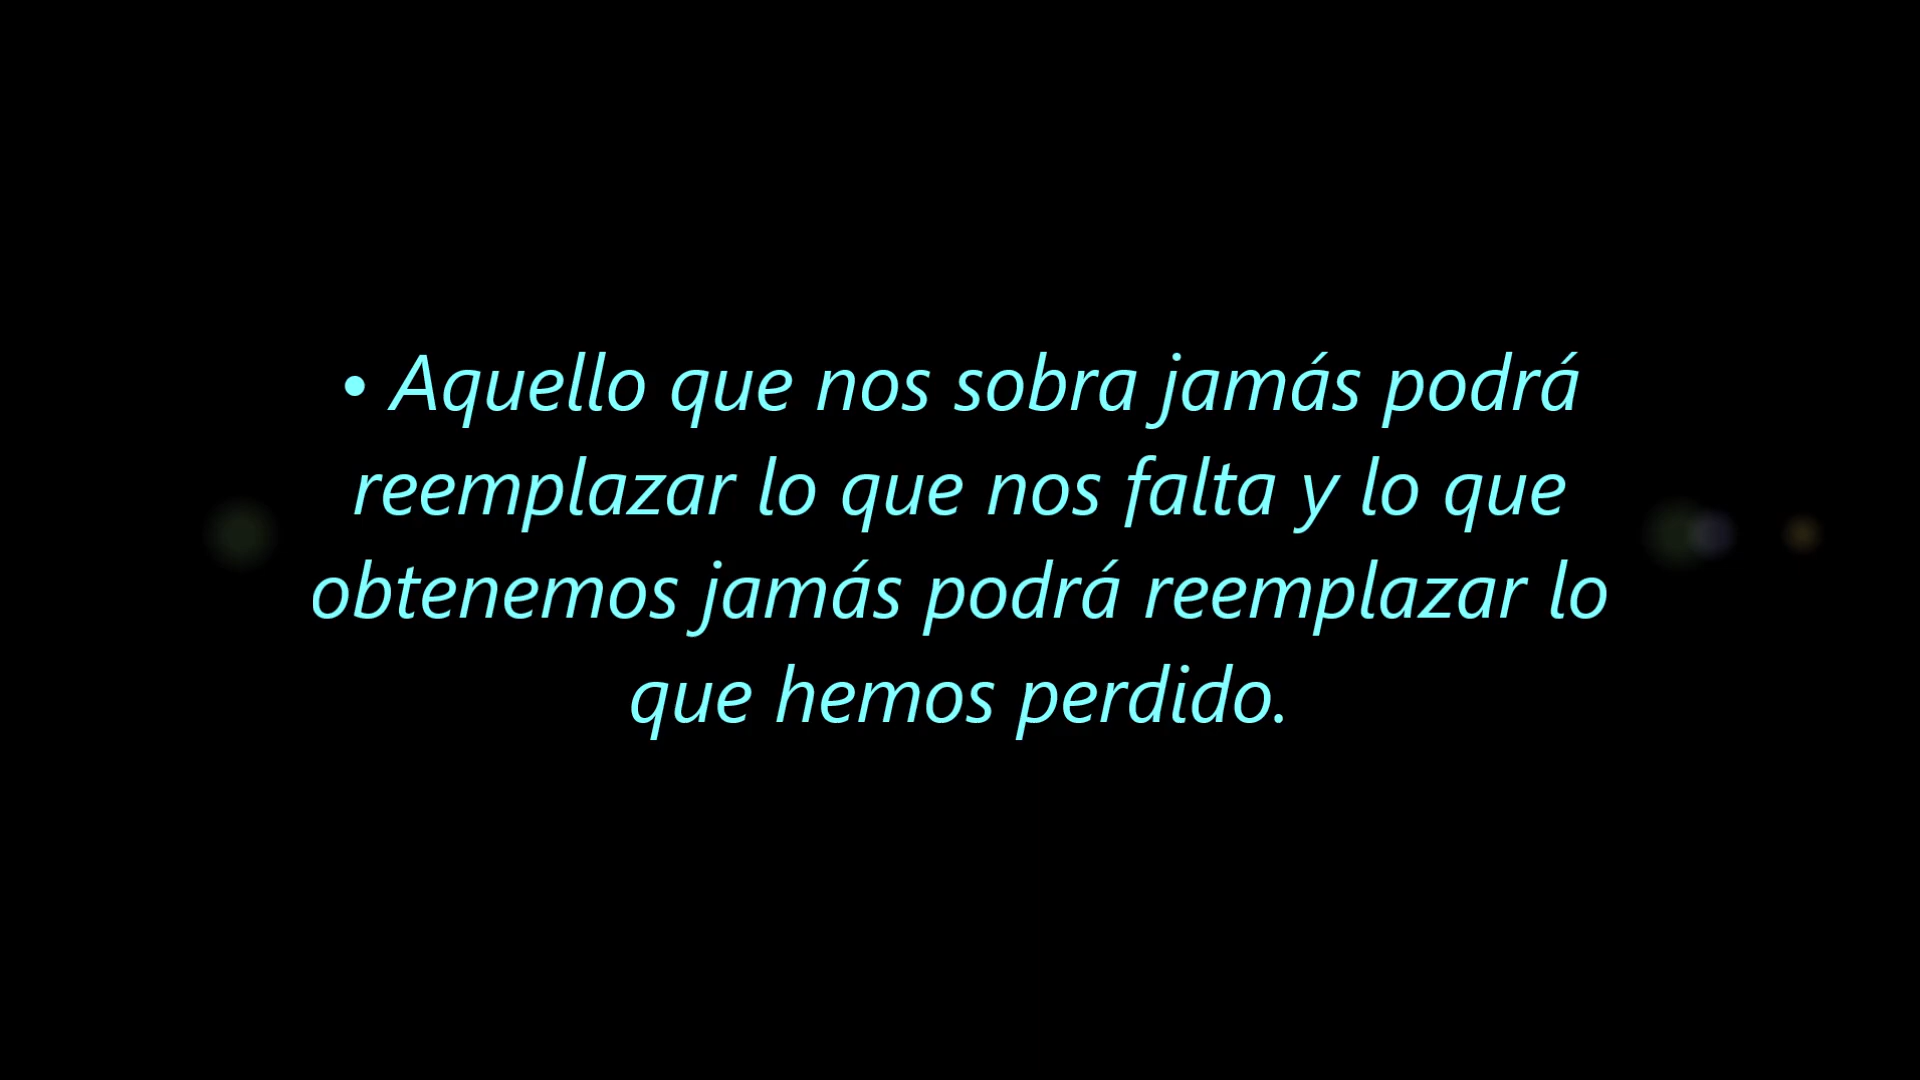 • Aquello que nos sobra jamás podrá
reemplazar lo que nos falta y lo que
obtenemos jamás podrá reemplazar lo
que hemos perdido.